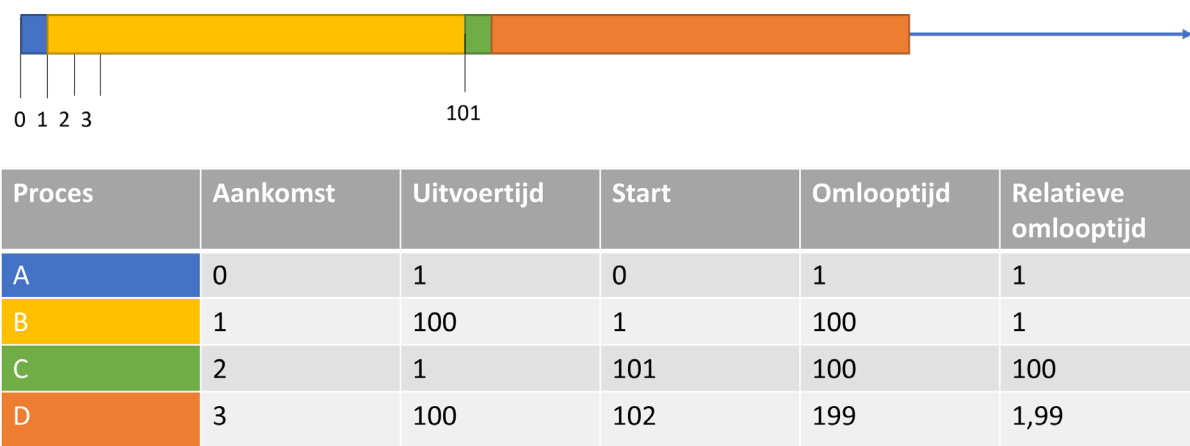 0 1 2 3
101
Proces Aankomst Uitvoertijd Start Omlooptijd Relatieve omlooptijd
A 0 1 0 1 1
B 1 100 1 100 1
C 2 1 101 100 100
D 3 100 102 199 1,99